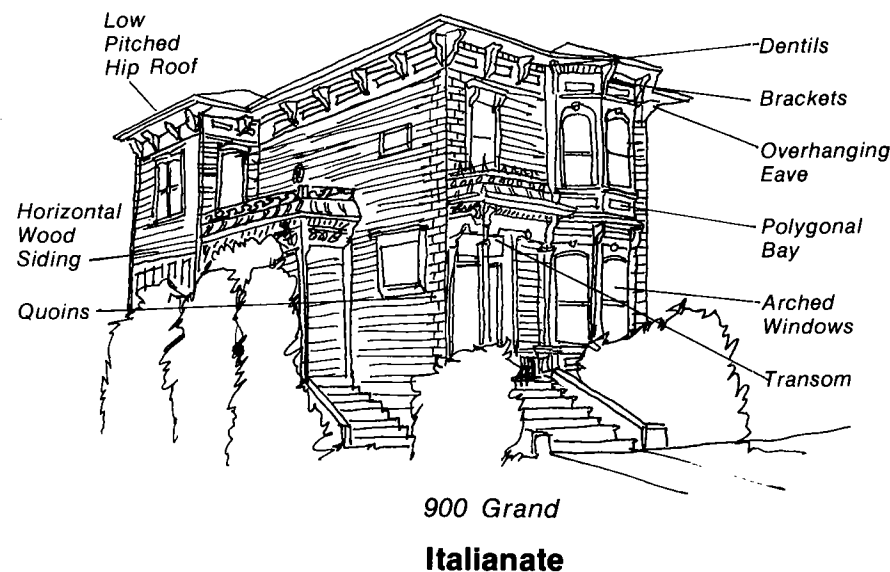 Low
Pitched
Hip Roof
Dentils
Brackets
Overhanging
Eave
Horizontal
Wood
Siding
Polygonal
Bay
Quoins
Arched
Windows
Transom
900 Grand
Italianate